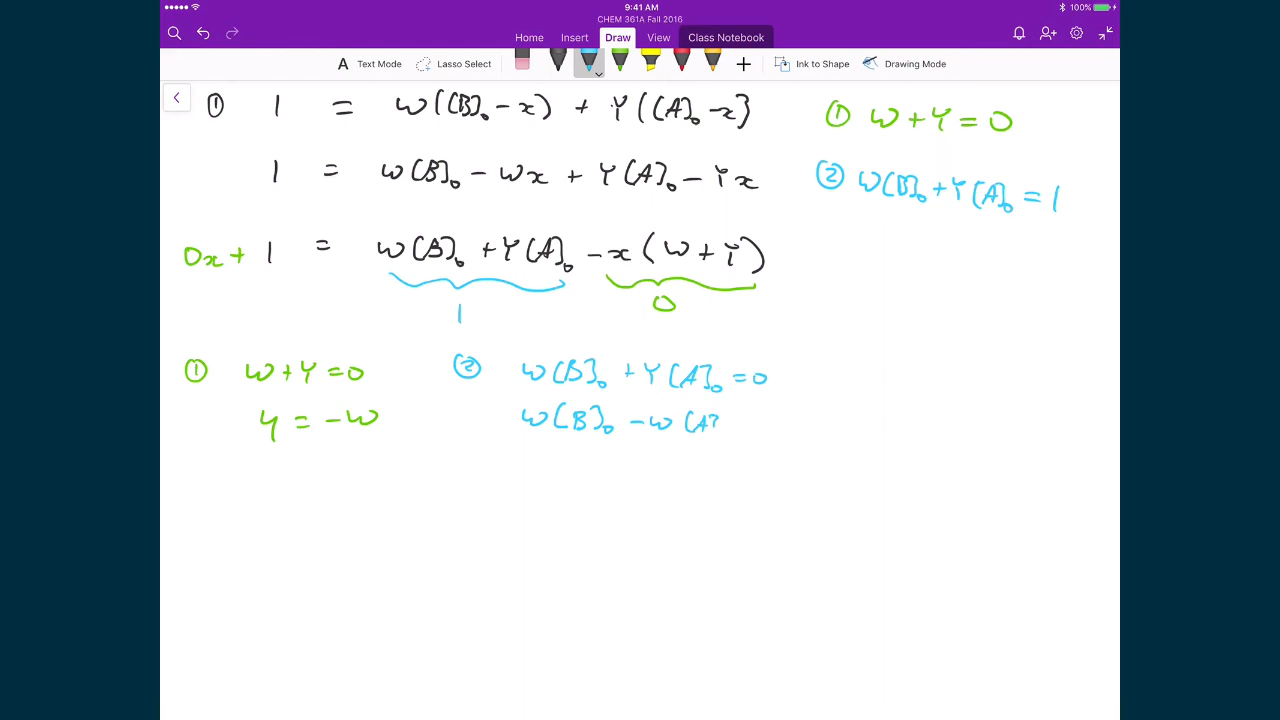 9:41 AM
100%
CHEM 361A Fall 2016
Home Insert Draw View Class Notebook
A Text Mode Lasso Select Ink to Shape Drawing Mode
① 1 = W([B]₀ - x) + Y([A]₀ - x)
1 = W[B]₀ - Wx + Y[A]₀ - Yx
0x + 1 = W[B]₀ + Y[A]₀ - x(W + Y)
1 0
① W + Y = 0
② W[B]₀ + Y[A]₀ = 1
① W + Y = 0
Y = -W
② W[B]₀ + Y[A]₀ = 0
W[B]₀ - W[A]